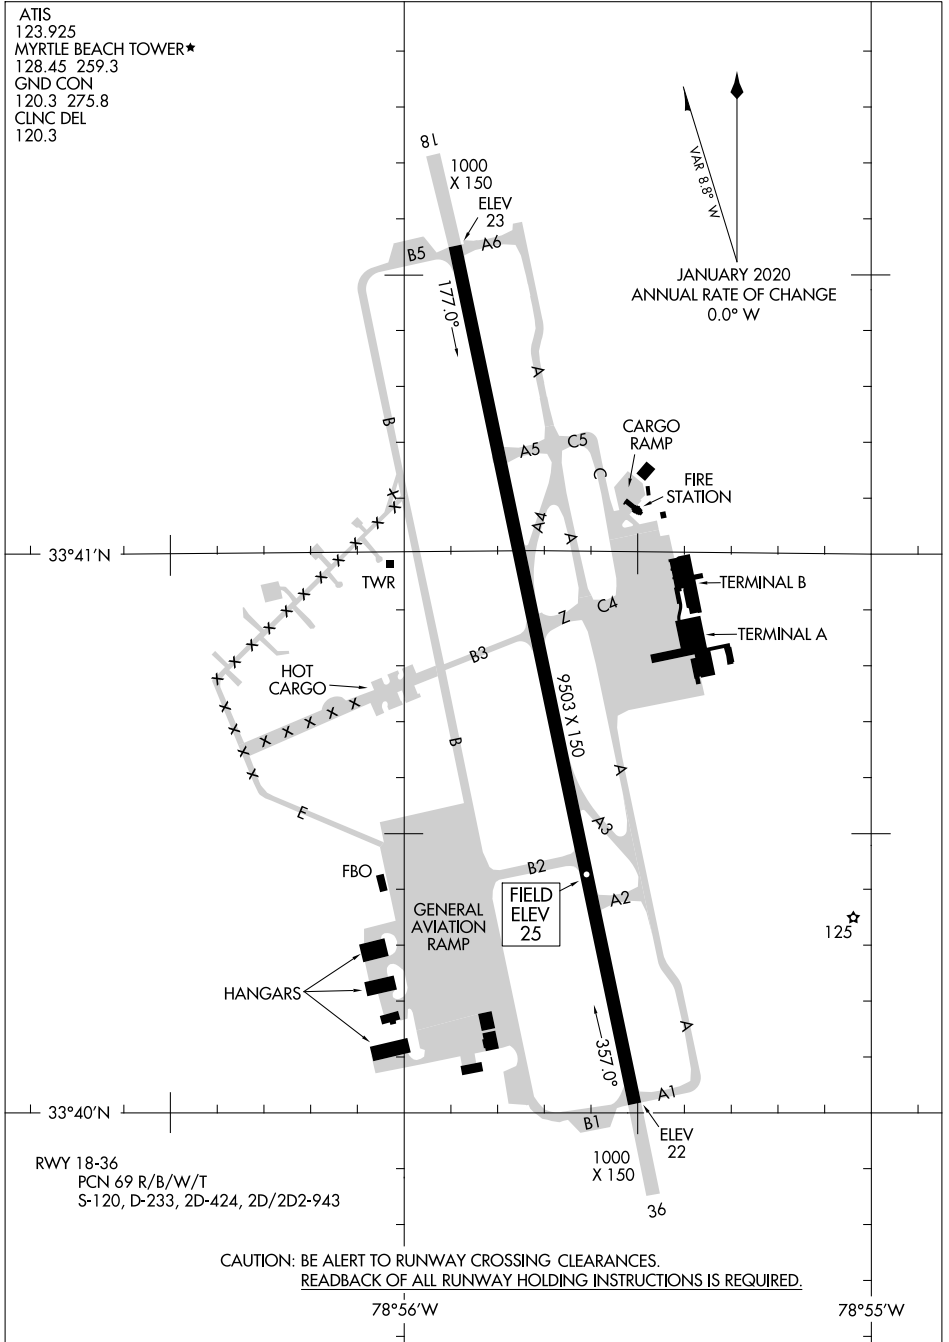 ATIS
123.925
MYRTLE BEACH TOWER★
128.45 259.3
GND CON
120.3 275.8
CLNC DEL
120.3
18
1000
X 150
ELEV
23
VAR 8.8° W
JANUARY 2020
ANNUAL RATE OF CHANGE
0.0° W
B5
A6
177.0°
A
B
A5
C5
C
CARGO
RAMP
FIRE
STATION
A4
A
33°41'N
TWR
TERMINAL B
C4
Z
TERMINAL A
B3
HOT
CARGO
9503 X 150
B
A
E
A3
B2
FBO
FIELD
ELEV
25
A2
GENERAL
AVIATION
RAMP
125
HANGARS
A
357.0°
A1
33°40'N
B1
ELEV
22
1000
X 150
36
RWY 18-36
PCN 69 R/B/W/T
S-120, D-233, 2D-424, 2D/2D2-943
CAUTION: BE ALERT TO RUNWAY CROSSING CLEARANCES.
READBACK OF ALL RUNWAY HOLDING INSTRUCTIONS IS REQUIRED.
78°56'W
78°55'W